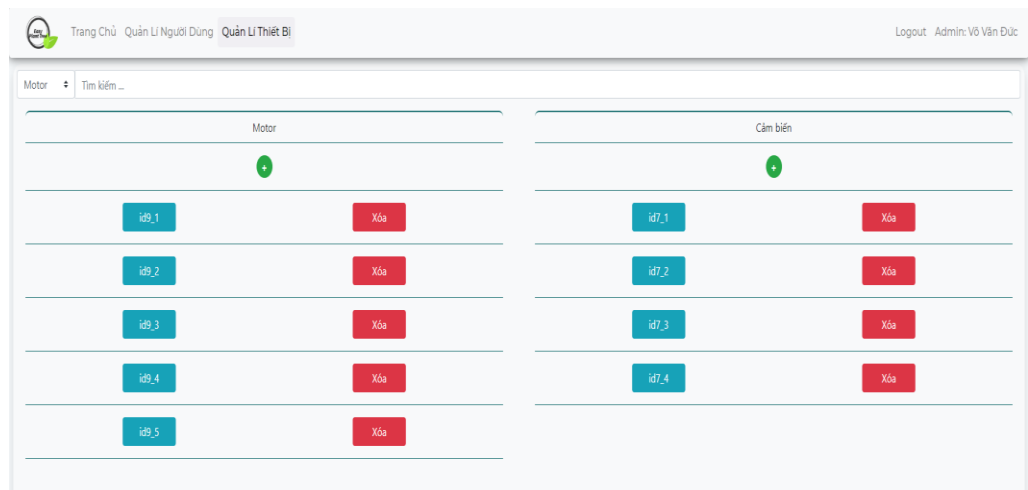 Trang Chủ Quản Lí Người Dùng Quản Lí Thiết Bị Logout Admin: Võ Văn Đức
Motor Tìm kiếm ...
Motor
+
id9_1 Xóa
id9_2 Xóa
id9_3 Xóa
id9_4 Xóa
id9_5 Xóa
Cảm biến
+
id7_1 Xóa
id7_2 Xóa
id7_3 Xóa
id7_4 Xóa